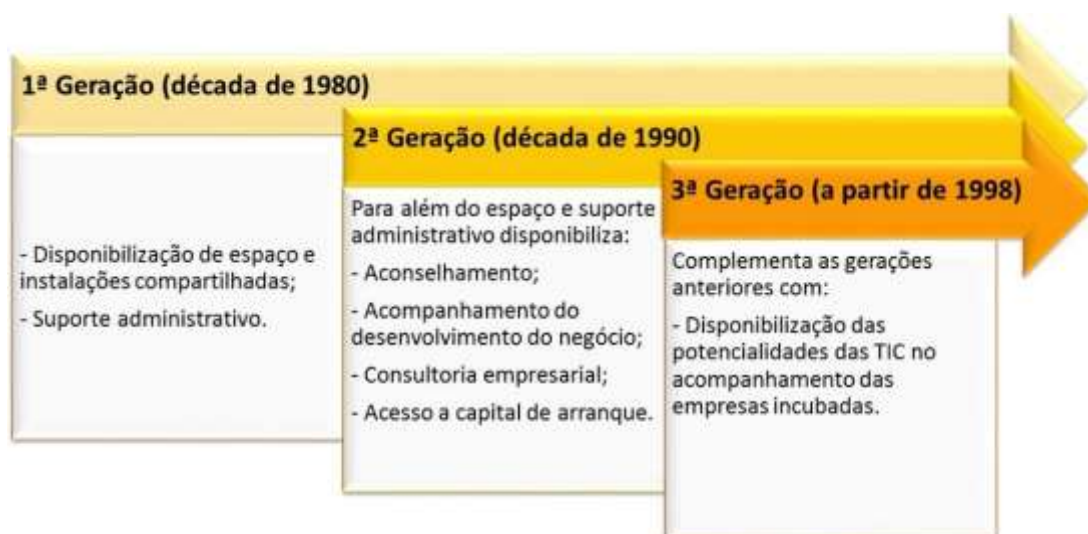 1ª Geração (década de 1980)
- Disponibilização de espaço e
instalações compartilhadas;
- Suporte administrativo.
2ª Geração (década de 1990)
Para além do espaço e suporte
administrativo disponibiliza:
- Aconselhamento;
- Acompanhamento do
desenvolvimento do negócio;
- Consultoria empresarial;
- Acesso a capital de arranque.
3ª Geração (a partir de 1998)
Complementa as gerações
anteriores com:
- Disponibilização das
potencialidades das TIC no
acompanhamento das
empresas incubadas.